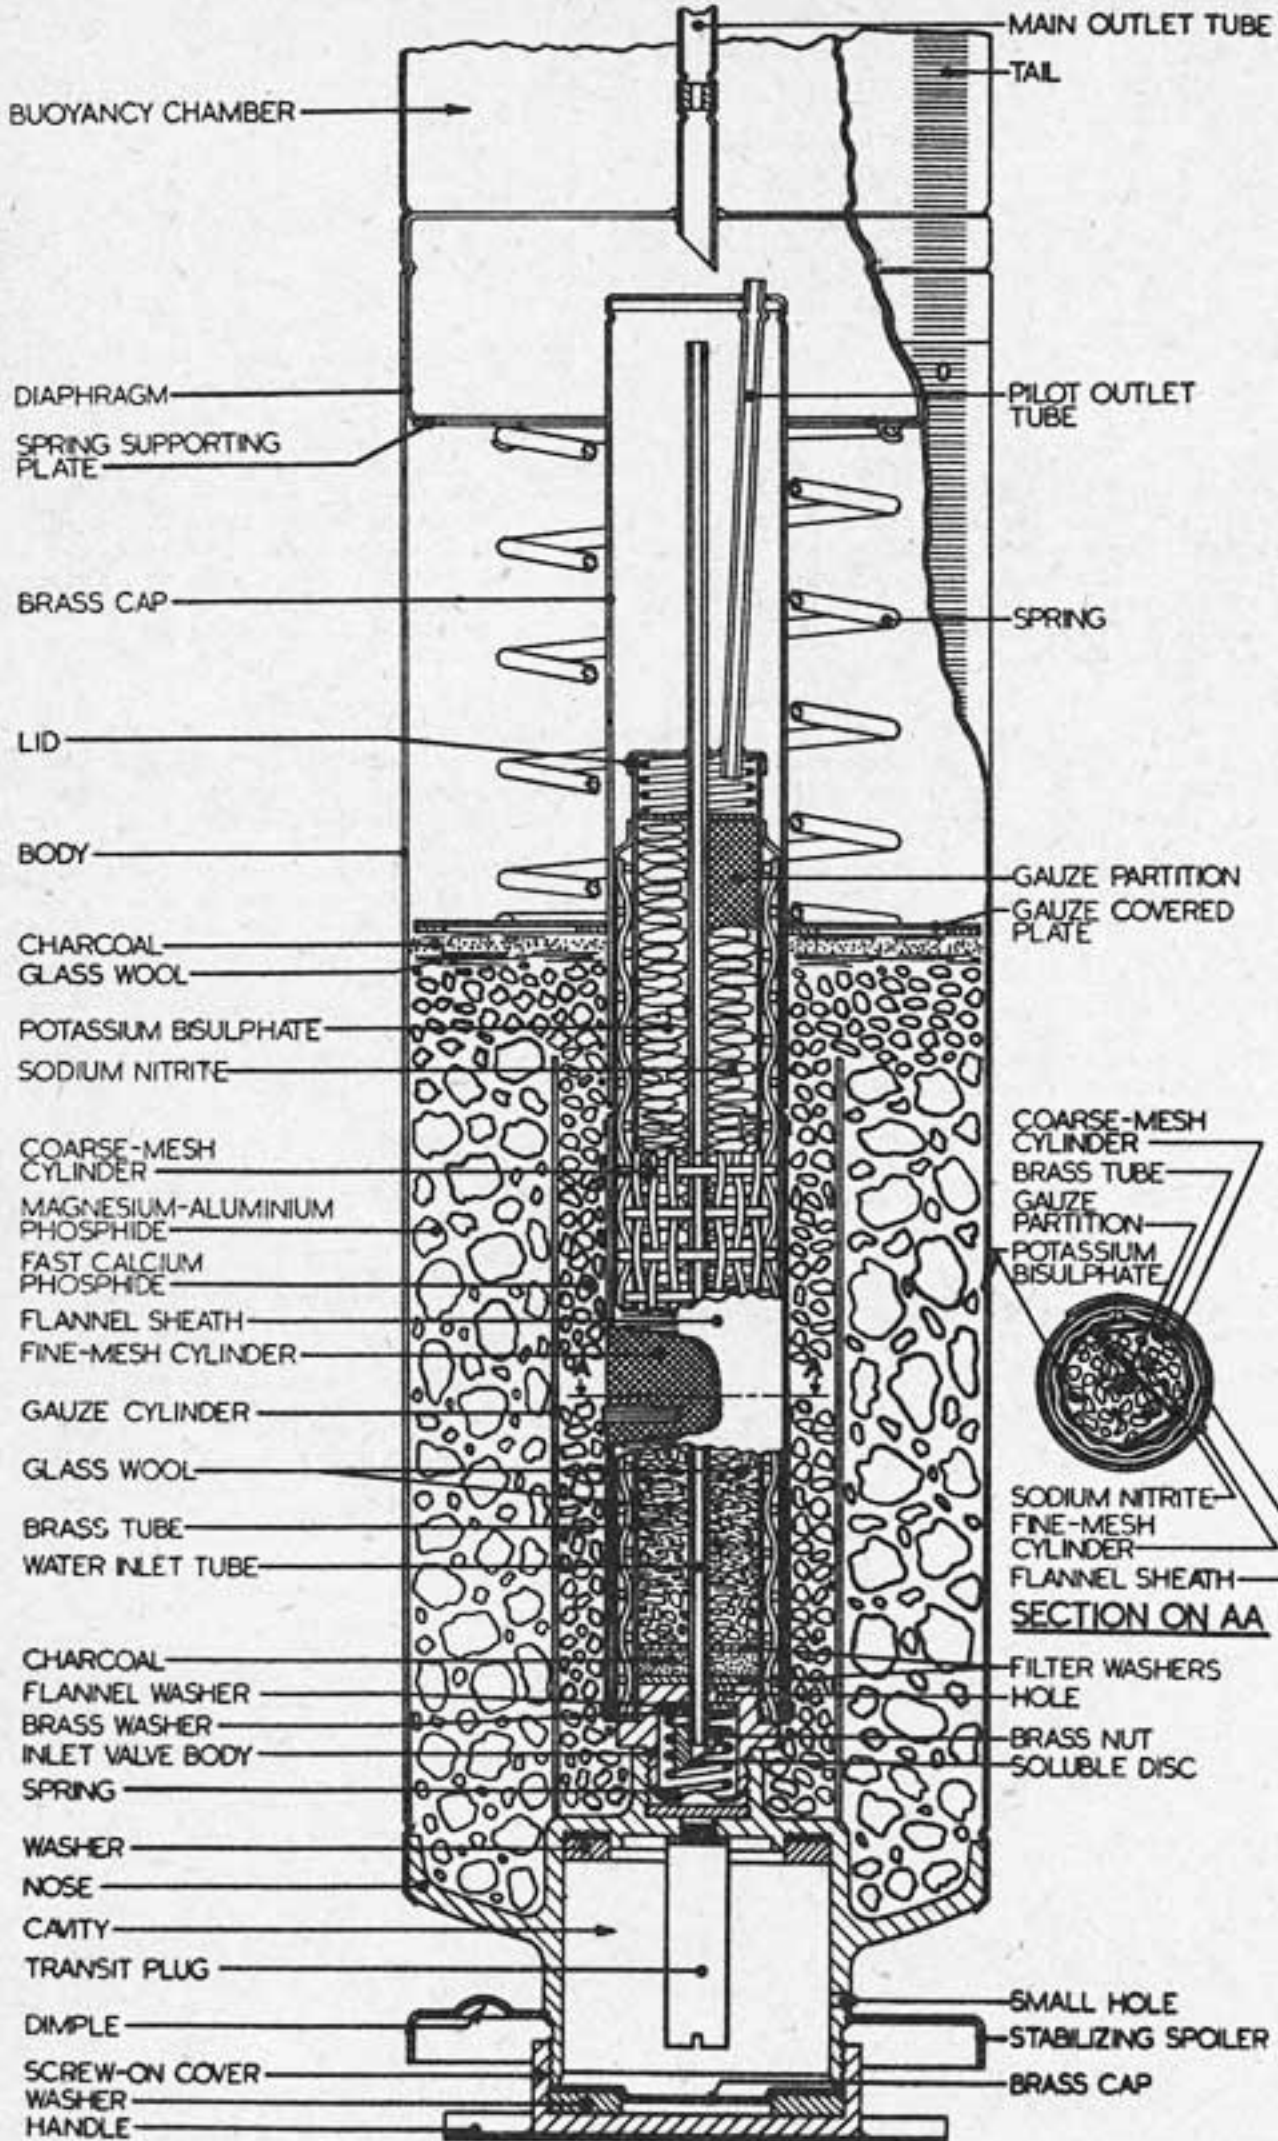 MAIN OUTLET TUBE
TAIL
BUOYANCY CHAMBER
DIAPHRAGM
SPRING SUPPORTING
PLATE
PILOT OUTLET
TUBE
BRASS CAP
SPRING
LID
BODY
GAUZE PARTITION
GAUZE COVERED
PLATE
CHARCOAL
GLASS WOOL
POTASSIUM BISULPHATE
SODIUM NITRITE
COARSE-MESH
CYLINDER
MAGNESIUM-ALUMINIUM
PHOSPHIDE
FAST CALCIUM
PHOSPHIDE
FLANNEL SHEATH
FINE-MESH CYLINDER
GAUZE CYLINDER
GLASS WOOL
BRASS TUBE
WATER INLET TUBE
COARSE-MESH
CYLINDER
BRASS TUBE
GAUZE
PARTITION
POTASSIUM
BISULPHATE
SODIUM NITRITE
FINE-MESH
CYLINDER
FLANNEL SHEATH
SECTION ON AA
CHARCOAL
FLANNEL WASHER
BRASS WASHER
INLET VALVE BODY
SPRING
FILTER WASHERS
HOLE
BRASS NUT
SOLUBLE DISC
WASHER
NOSE
CAVITY
TRANSIT PLUG
DIMPLE
SCREW-ON COVER
WASHER
HANDLE
SMALL HOLE
STABILIZING SPOILER
BRASS CAP